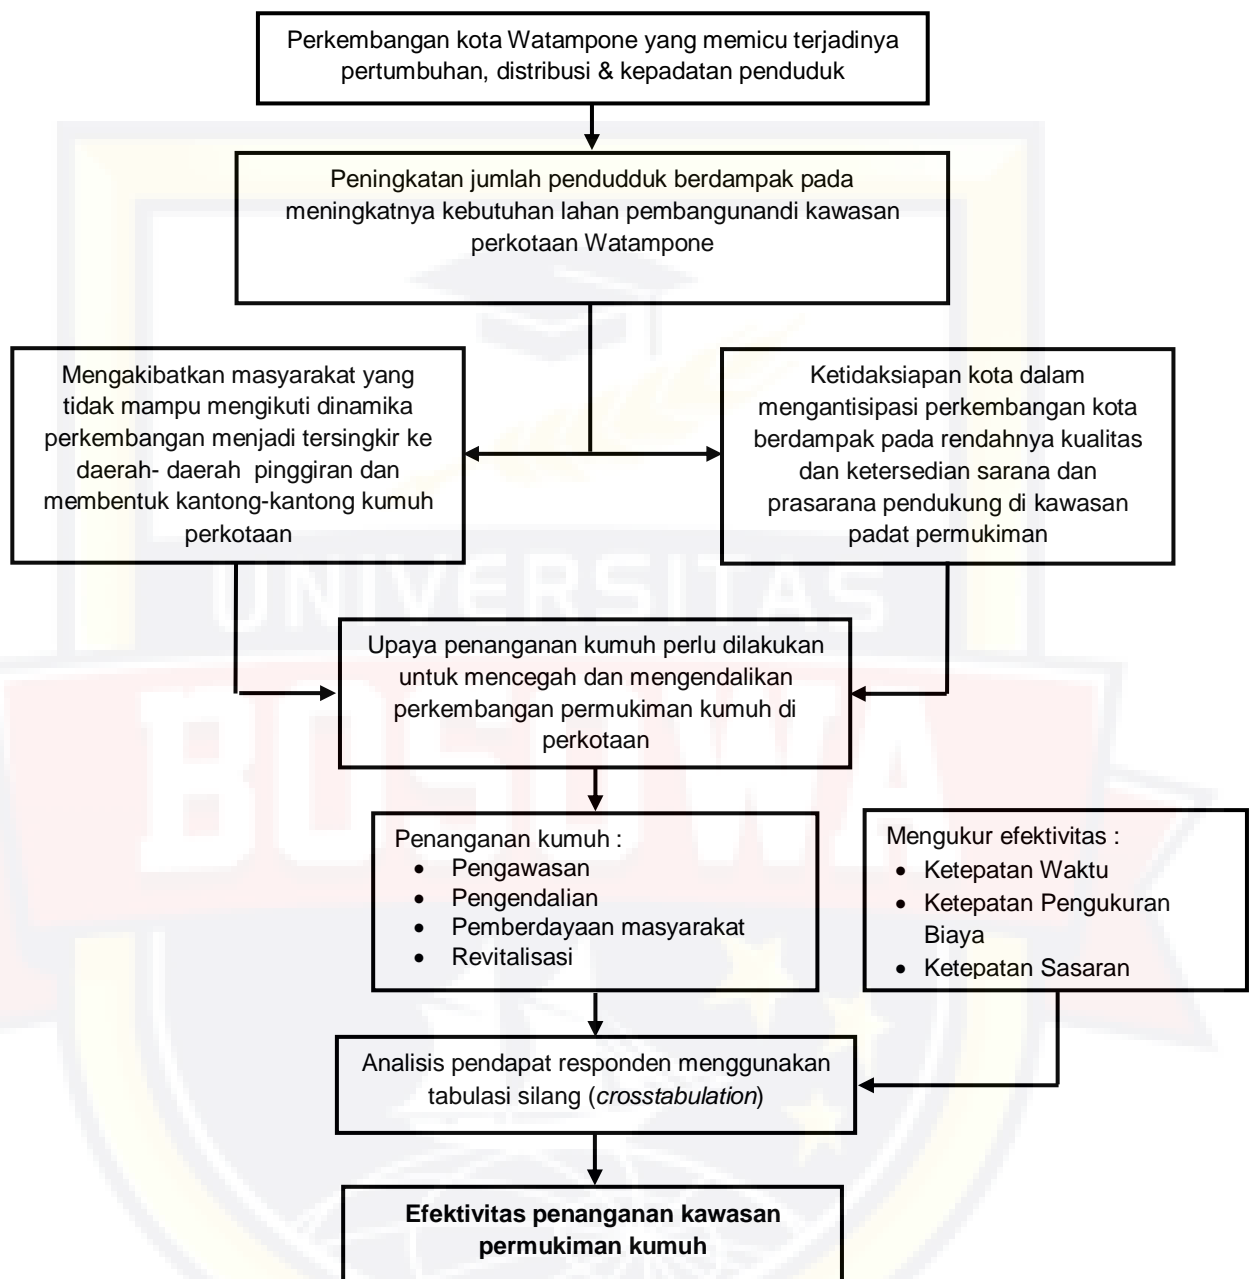 Perkembangan kota Watampone yang memicu terjadinya
pertumbuhan, distribusi & kepadatan penduduk
Peningkatan jumlah pendudduk berdampak pada
meningkatnya kebutuhan lahan pembangunandi kawasan
perkotaan Watampone
Mengakibatkan masyarakat yang
tidak mampu mengikuti dinamika
perkembangan menjadi tersingkir ke
daerah- daerah pinggiran dan
membentuk kantong-kantong kumuh
perkotaan
Ketidaksiapan kota dalam
mengantisipasi perkembangan kota
berdampak pada rendahnya kualitas
dan ketersedian sarana dan
prasarana pendukung di kawasan
padat permukiman
UNIVERSITAS
Upaya penanganan kumuh perlu dilakukan
untuk mencegah dan mengendalikan
perkembangan permukiman kumuh di
perkotaan
BOSOWA
Penanganan kumuh :
• Pengawasan
• Pengendalian
• Pemberdayaan masyarakat
• Revitalisasi
Mengukur efektivitas :
• Ketepatan Waktu
• Ketepatan Pengukuran
Biaya
• Ketepatan Sasaran
Analisis pendapat responden menggunakan
tabulasi silang (crosstabulation)
Efektivitas penanganan kawasan
permukiman kumuh